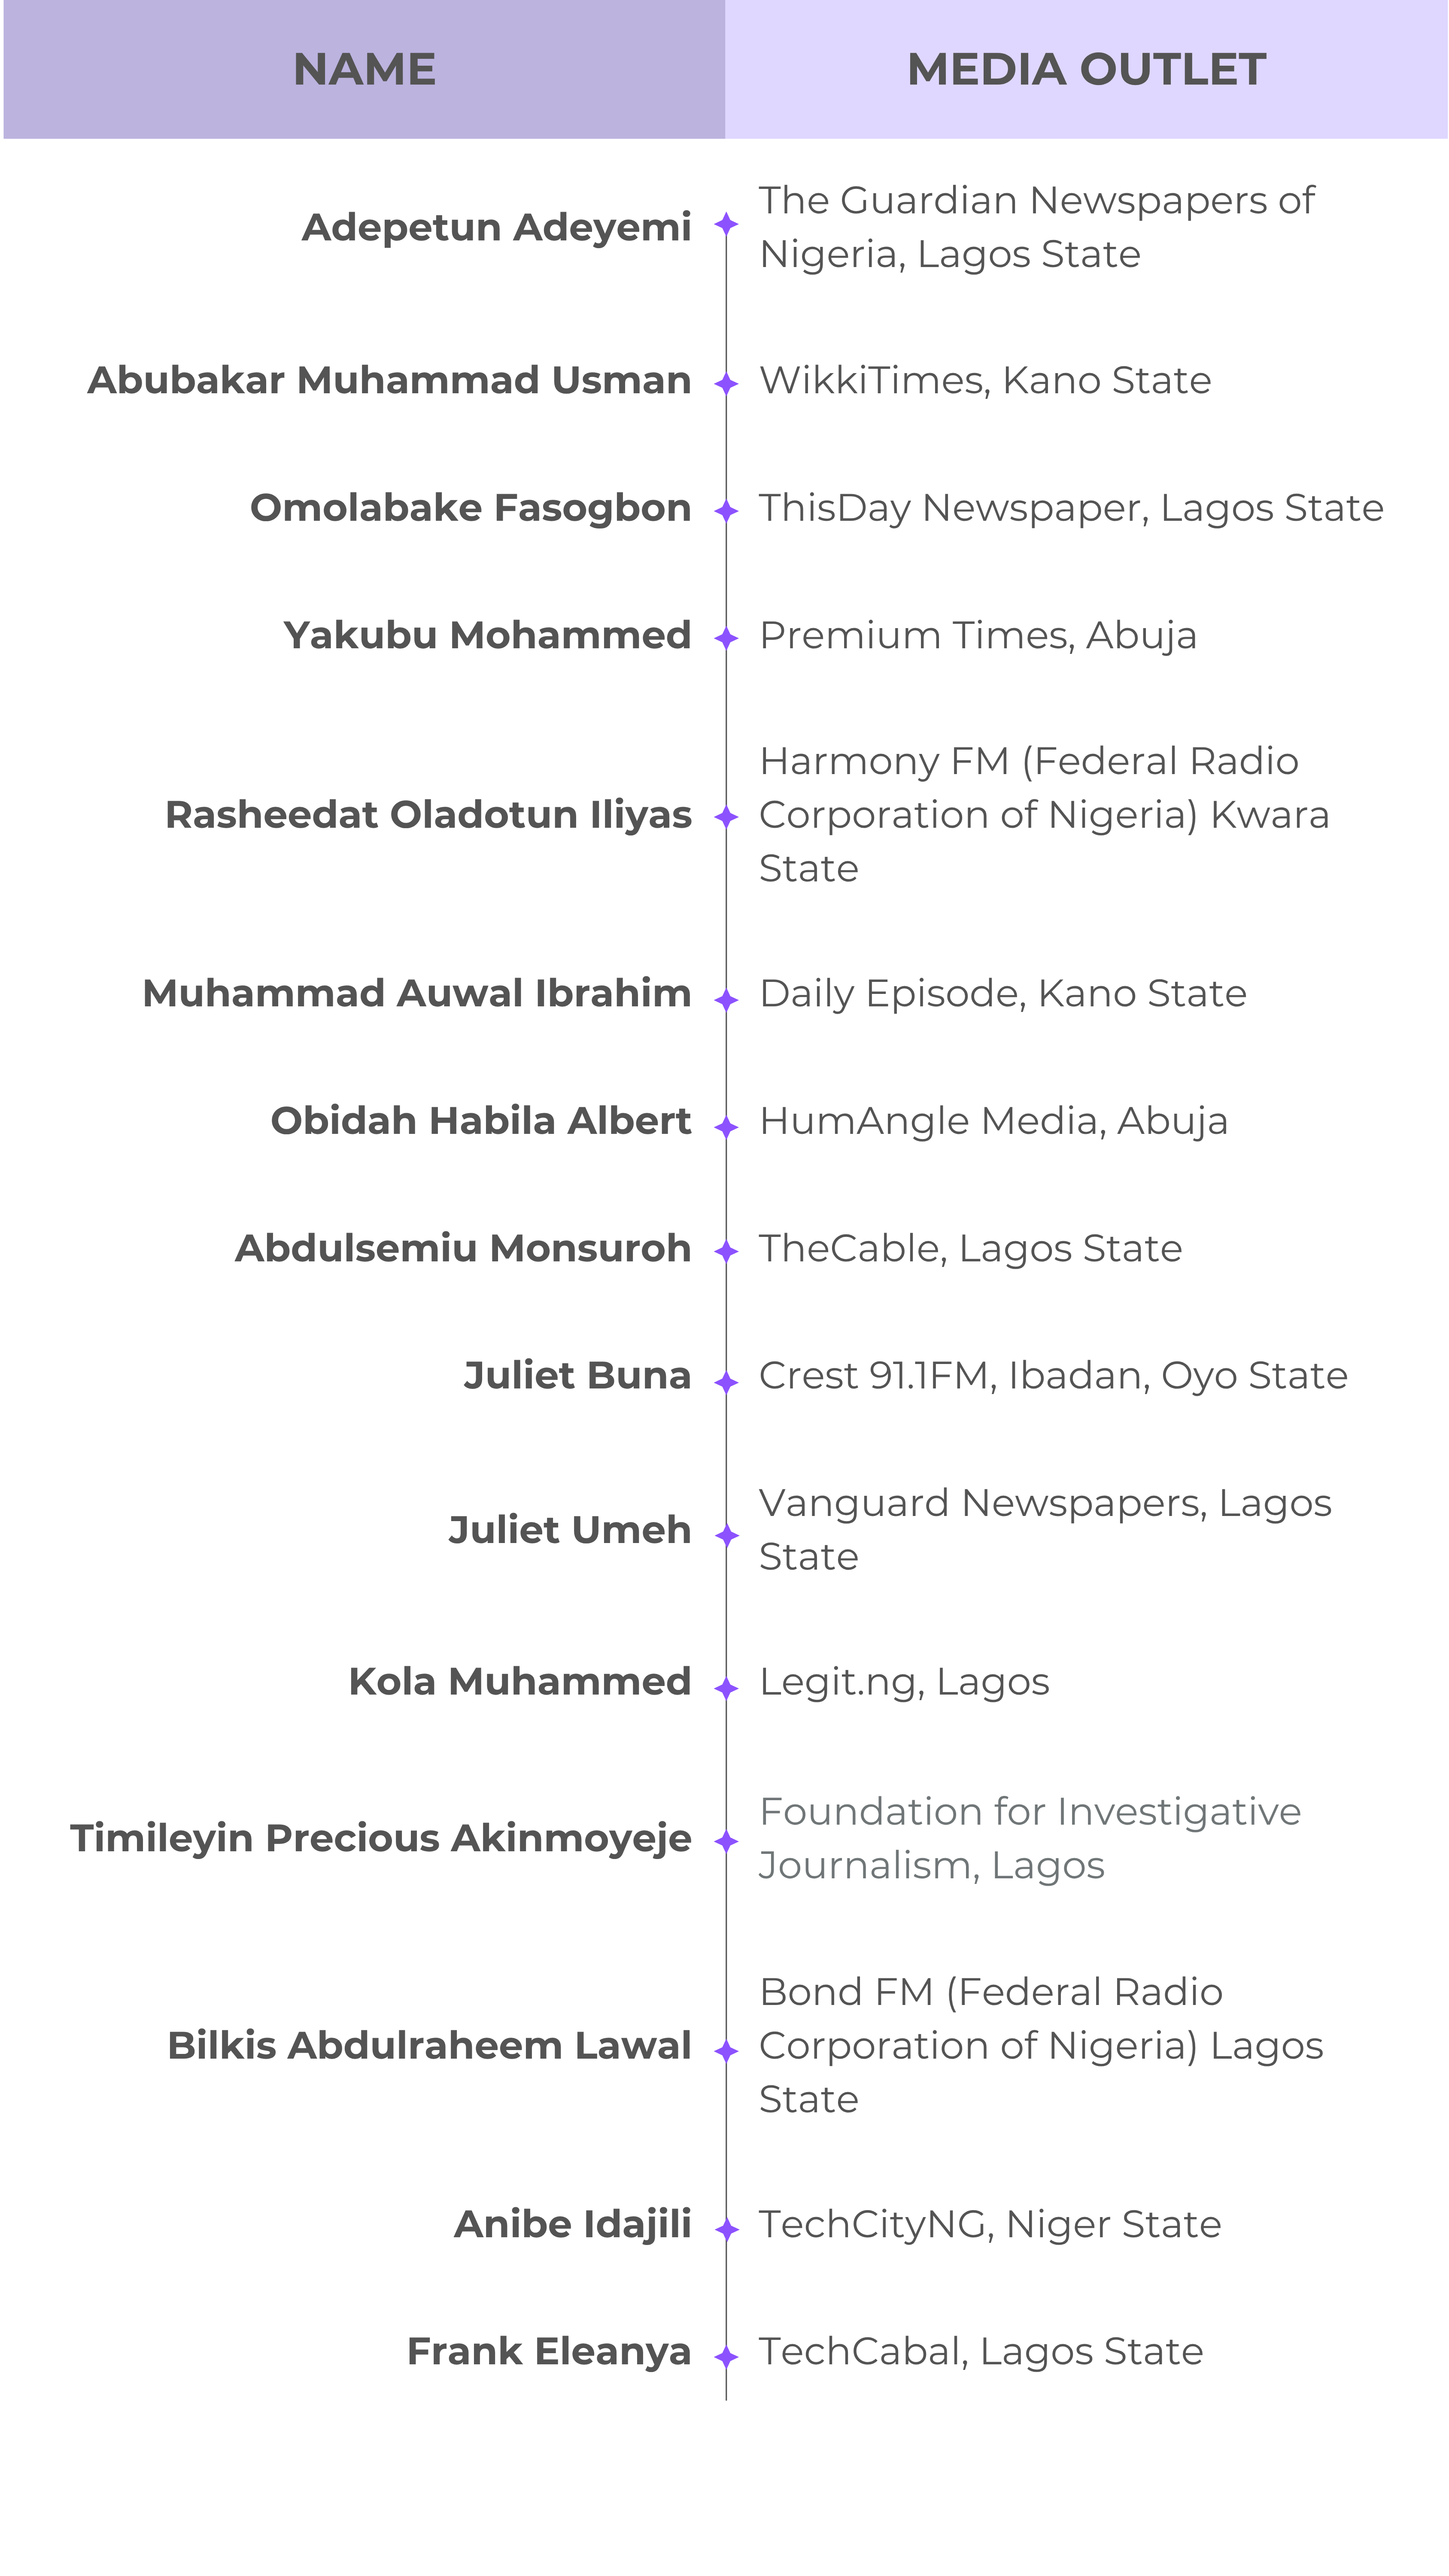 NAME
MEDIA OUTLET
Adepetun Adeyemi
The Guardian Newspapers of
Nigeria, Lagos State
Abubakar Muhammad Usman
WikkiTimes, Kano State
Omolabake Fasogbon
ThisDay Newspaper, Lagos State
Yakubu Mohammed
Premium Times, Abuja
Rasheedat Oladotun Iliyas
Harmony FM (Federal Radio
Corporation of Nigeria) Kwara
State
Muhammad Auwal Ibrahim
Daily Episode, Kano State
Obidah Habila Albert
HumAngle Media, Abuja
Abdulsemiu Monsuroh
TheCable, Lagos State
Juliet Buna
Crest 91.1FM, Ibadan, Oyo State
Juliet Umeh
Vanguard Newspapers, Lagos
State
Kola Muhammed
Legit.ng, Lagos
Timileyin Precious Akinmoyeje
Foundation for Investigative
Journalism, Lagos
Bilkis Abdulraheem Lawal
Bond FM (Federal Radio
Corporation of Nigeria) Lagos
State
Anibe Idajili
TechCityNG, Niger State
Frank Eleanya
TechCabal, Lagos State